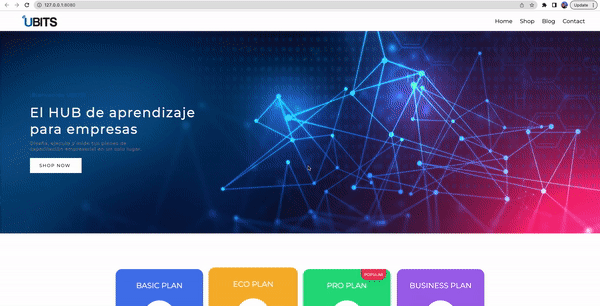 127.0.0.1:8080
Update
UBITS
Home Shop Blog Contact
El HUB de aprendizaje
para empresas
Diseña, ejecuta y mide tus planes de
capacitación empresarial en un solo lugar.
SHOP NOW
BASIC PLAN
ECO PLAN
POPULAR
PRO PLAN
BUSINESS PLAN